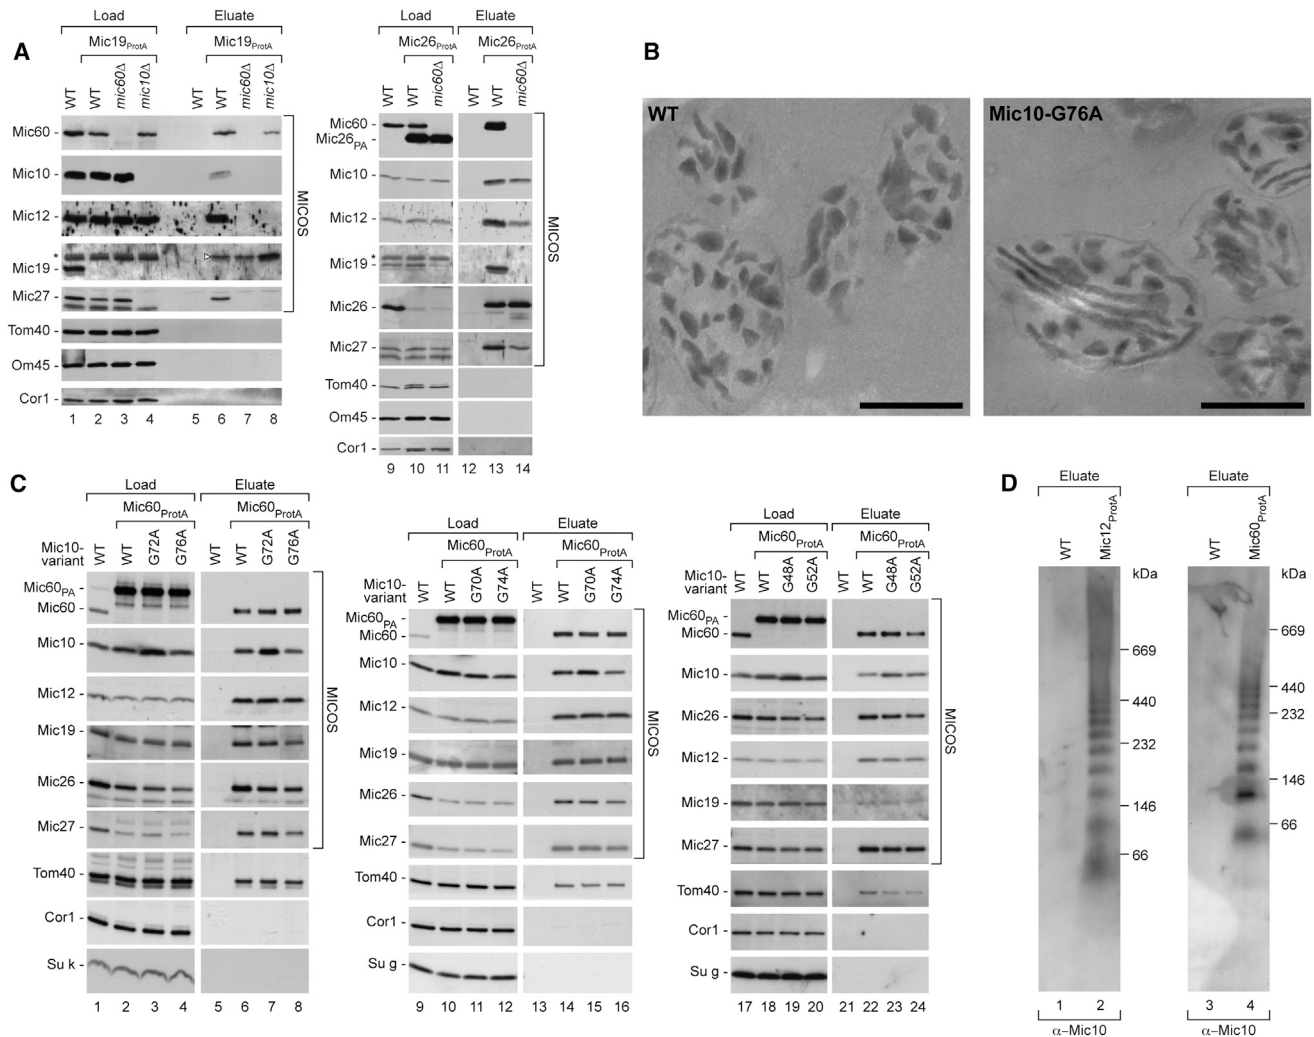 A
Load
Eluate
Mic19ProtA
Mic19ProtA
WT
WT
mic60Δ
mic10Δ
WT
WT
mic60Δ
mic10Δ
Mic60 -
Mic10 -
Mic12 -
*
Mic19 -
Mic27 -
Tom40 -
Om45 -
Cor1 -
MICOS
1 2 3 4 5 6 7 8
Load
Eluate
Mic26ProtA
Mic26ProtA
WT
WT
mic60Δ
WT
mic60Δ
Mic60 -
Mic26PA -
Mic10 -
Mic12 -
*
Mic19 -
Mic26 -
Mic27 -
Tom40 -
Om45 -
Cor1 -
MICOS
9 10 11 12 13 14
B
WT
Mic10-G76A
C
Load
Eluate
Mic60ProtA
Mic60ProtA
Mic10-
variant
WT
WT
G72A
G76A
WT
WT
G72A
G76A
Mic60PA -
Mic60 -
Mic10 -
Mic12 -
Mic19 -
Mic26 -
Mic27 -
Tom40 -
Cor1 -
Su k -
MICOS
1 2 3 4 5 6 7 8
Load
Eluate
Mic60ProtA
Mic60ProtA
Mic10-
variant
WT
WT
G70A
G74A
WT
WT
G70A
G74A
Mic60PA -
Mic60 -
Mic10 -
Mic12 -
Mic19 -
Mic26 -
Mic27 -
Tom40 -
Cor1 -
Su g -
MICOS
9 10 11 12 13 14 15 16
Load
Eluate
Mic60ProtA
Mic60ProtA
Mic10-
variant
WT
WT
G48A
G52A
WT
WT
G48A
G52A
Mic60PA -
Mic60 -
Mic10 -
Mic26 -
Mic12 -
Mic19 -
Mic27 -
Tom40 -
Cor1 -
Su g -
MICOS
17 18 19 20 21 22 23 24
D
Eluate
WT
Mic12ProtA
kDa
669
440
232
146
66
1 2
α-Mic10
Eluate
WT
Mic60ProtA
kDa
669
440
232
146
66
3 4
α-Mic10